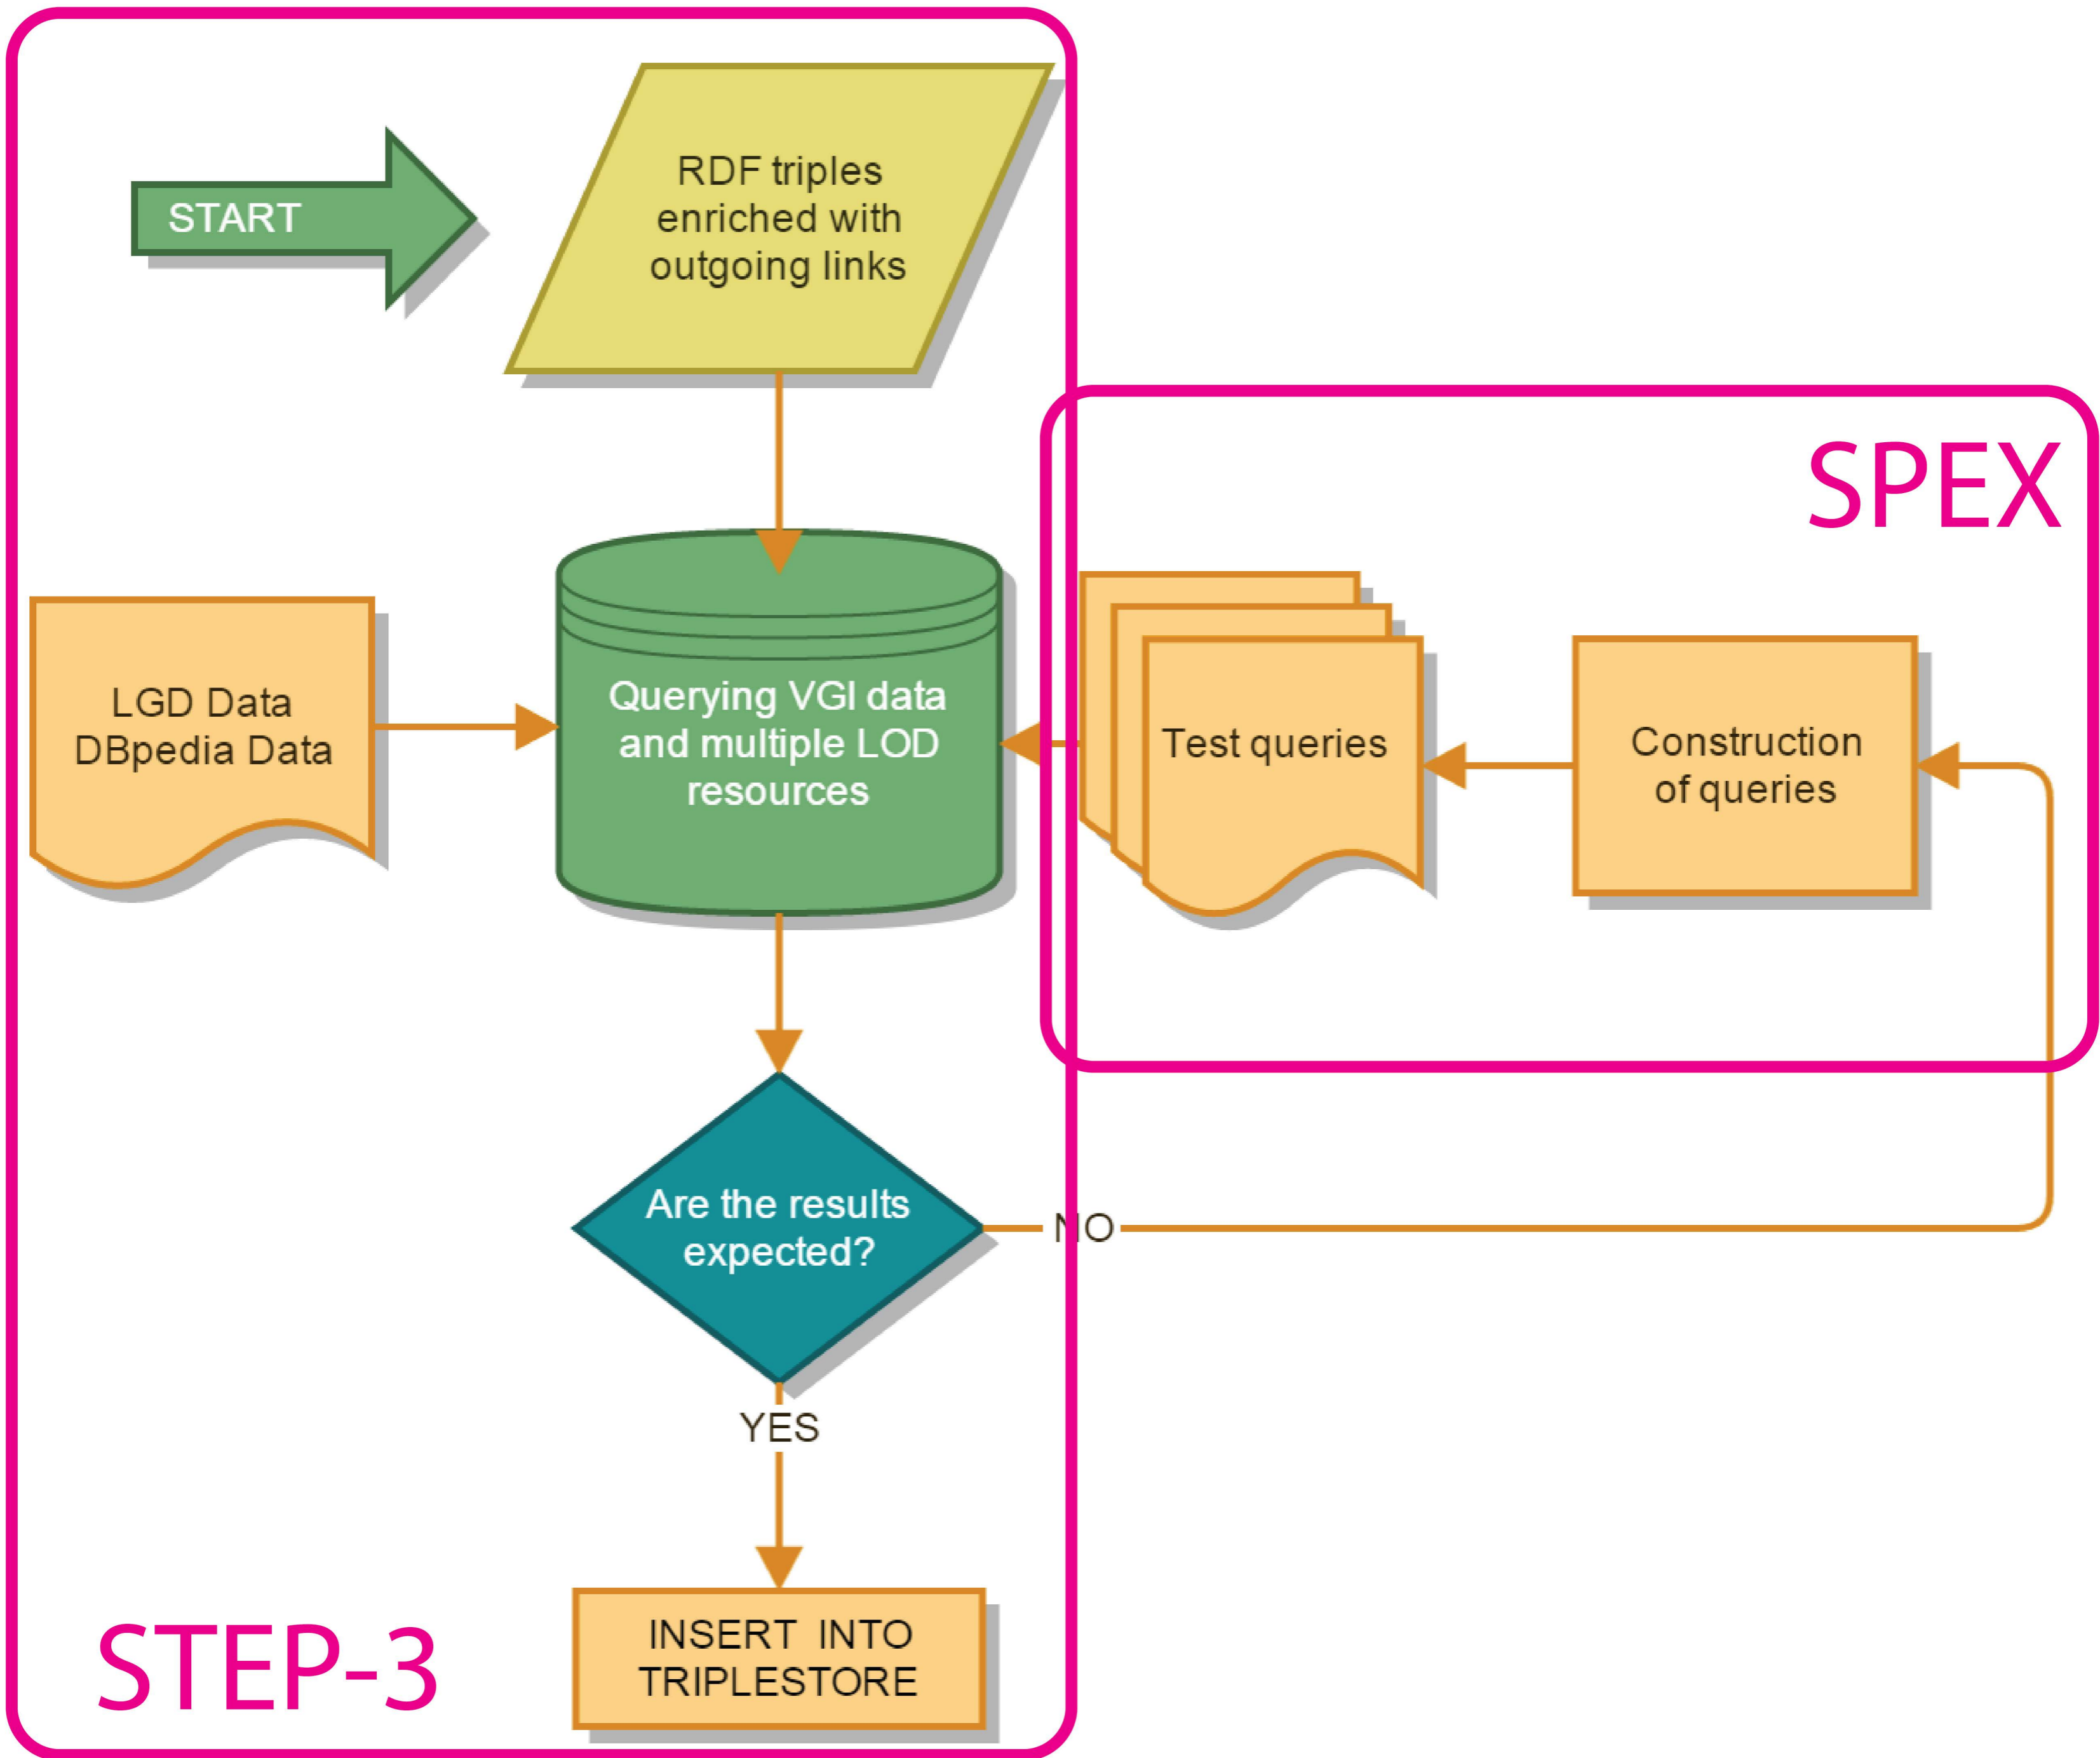 START
RDF triples
enriched with
outgoing links
SPEX
LGD Data
DBpedia Data
Querying VGI data
and multiple LOD
resources
Test queries
Construction
of queries
Are the results
expected?
NO
YES
INSERT INTO
TRIPLESTORE
STEP-3